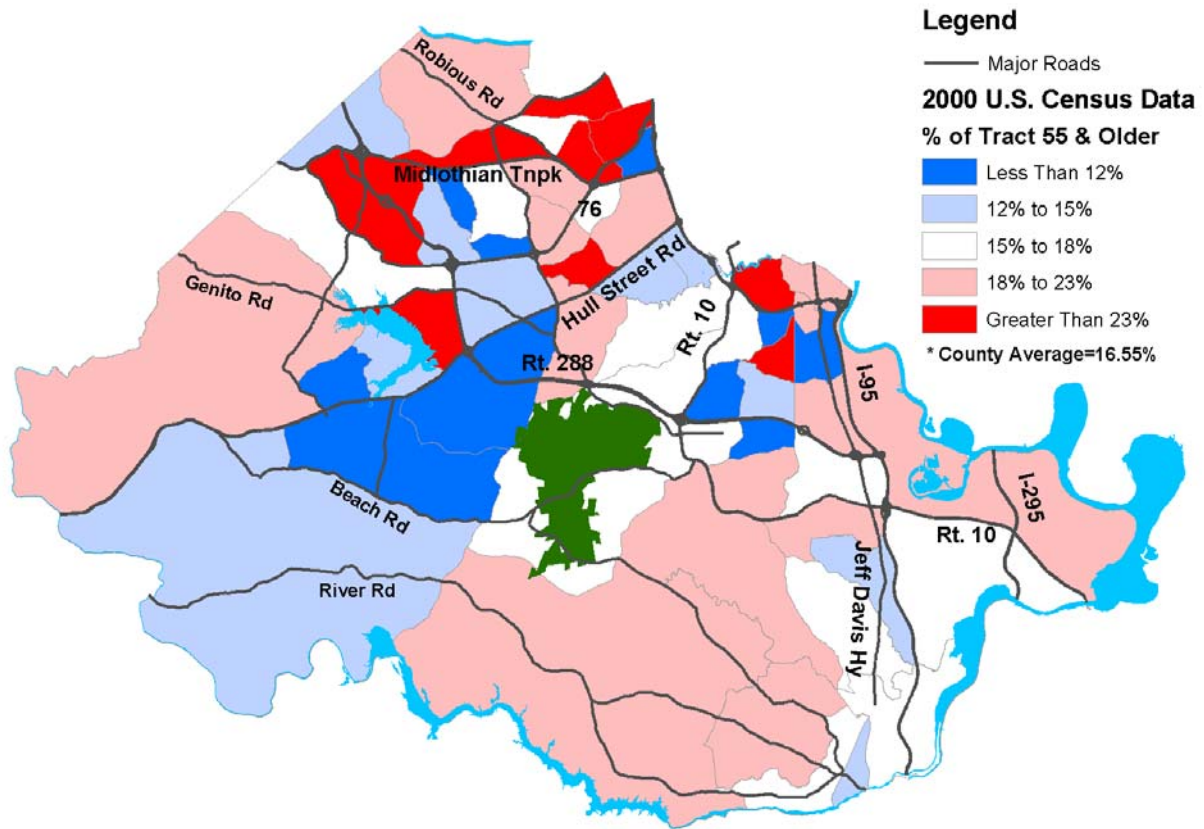 Legend
Major Roads
2000 U.S. Census Data
% of Tract 55 & Older
Less Than 12%
12% to 15%
15% to 18%
18% to 23%
Greater Than 23%
* County Average=16.55%
Robious Rd
Midlothian Tnpk
76
Hull Street Rd
Genito Rd
Rt. 10
Rt. 288
I-95
Beach Rd
I-295
Rt. 10
River Rd
Jeff Davis Hy